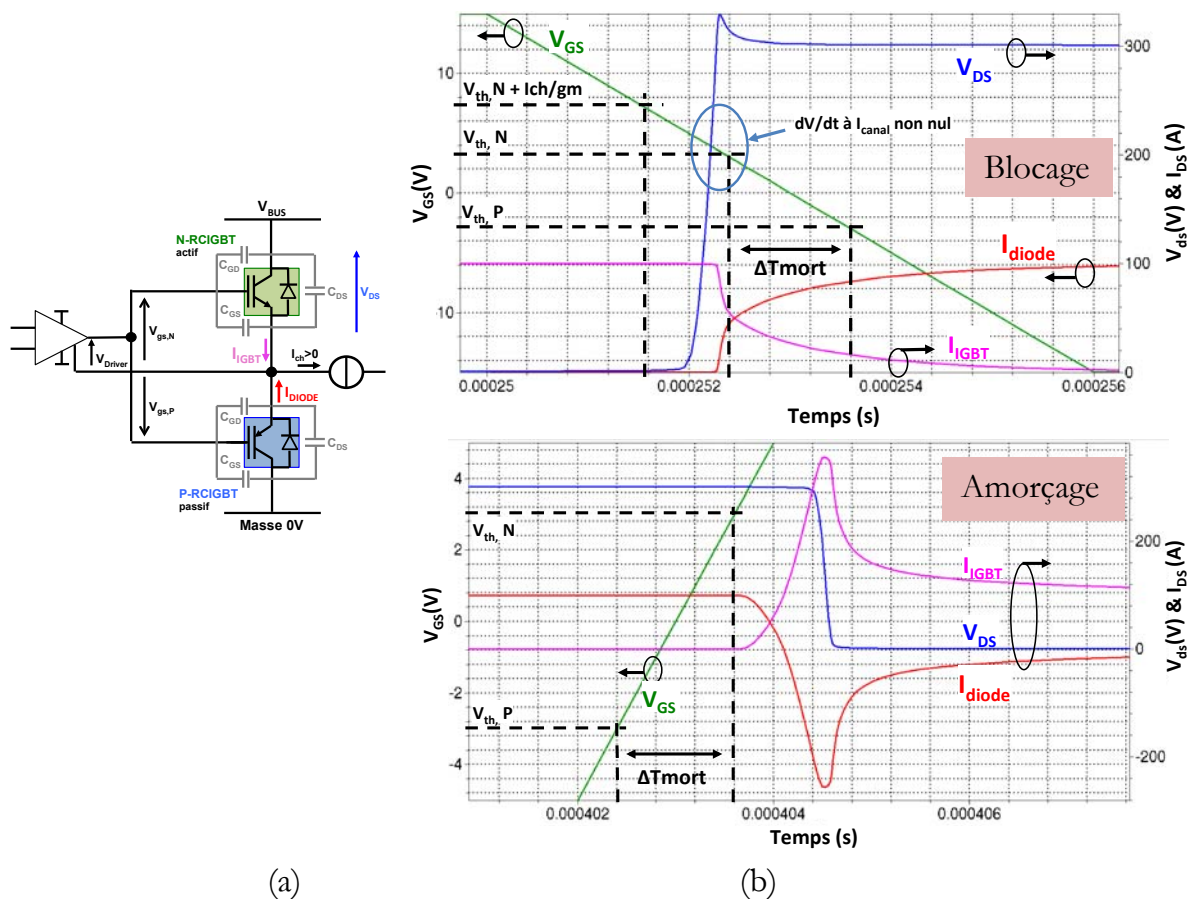 V_BUS
N-RCIGBT
actif
C_GD
C_GS
C_DS
V_DS
V_gs,N
V_Driver
I_IGBT
I_ch>0
I_DIODE
V_gs,P
C_GD
C_GS
C_DS
P-RCIGBT
passif
Masse 0V
(a)
V_GS
V_DS
V_th,N + Ich/gm
V_th, N
V_th, P
dV/dt à I_canal non nul
Blocage
ΔTmort
I_diode
I_IGBT
10
0
10
300
200
100
0
V_GS(V)
V_ds(V) & I_DS (A)
0.00025
0.000252
0.000254
0.000256
Temps (s)
Amorçage
V_th, N
V_th, P
I_IGBT
V_DS
I_diode
V_GS
ΔTmort
4
2
0
-2
-4
200
0
-200
V_GS(V)
V_ds(V) & I_DS (A)
0.000402
0.000404
0.000406
Temps (s)
(b)